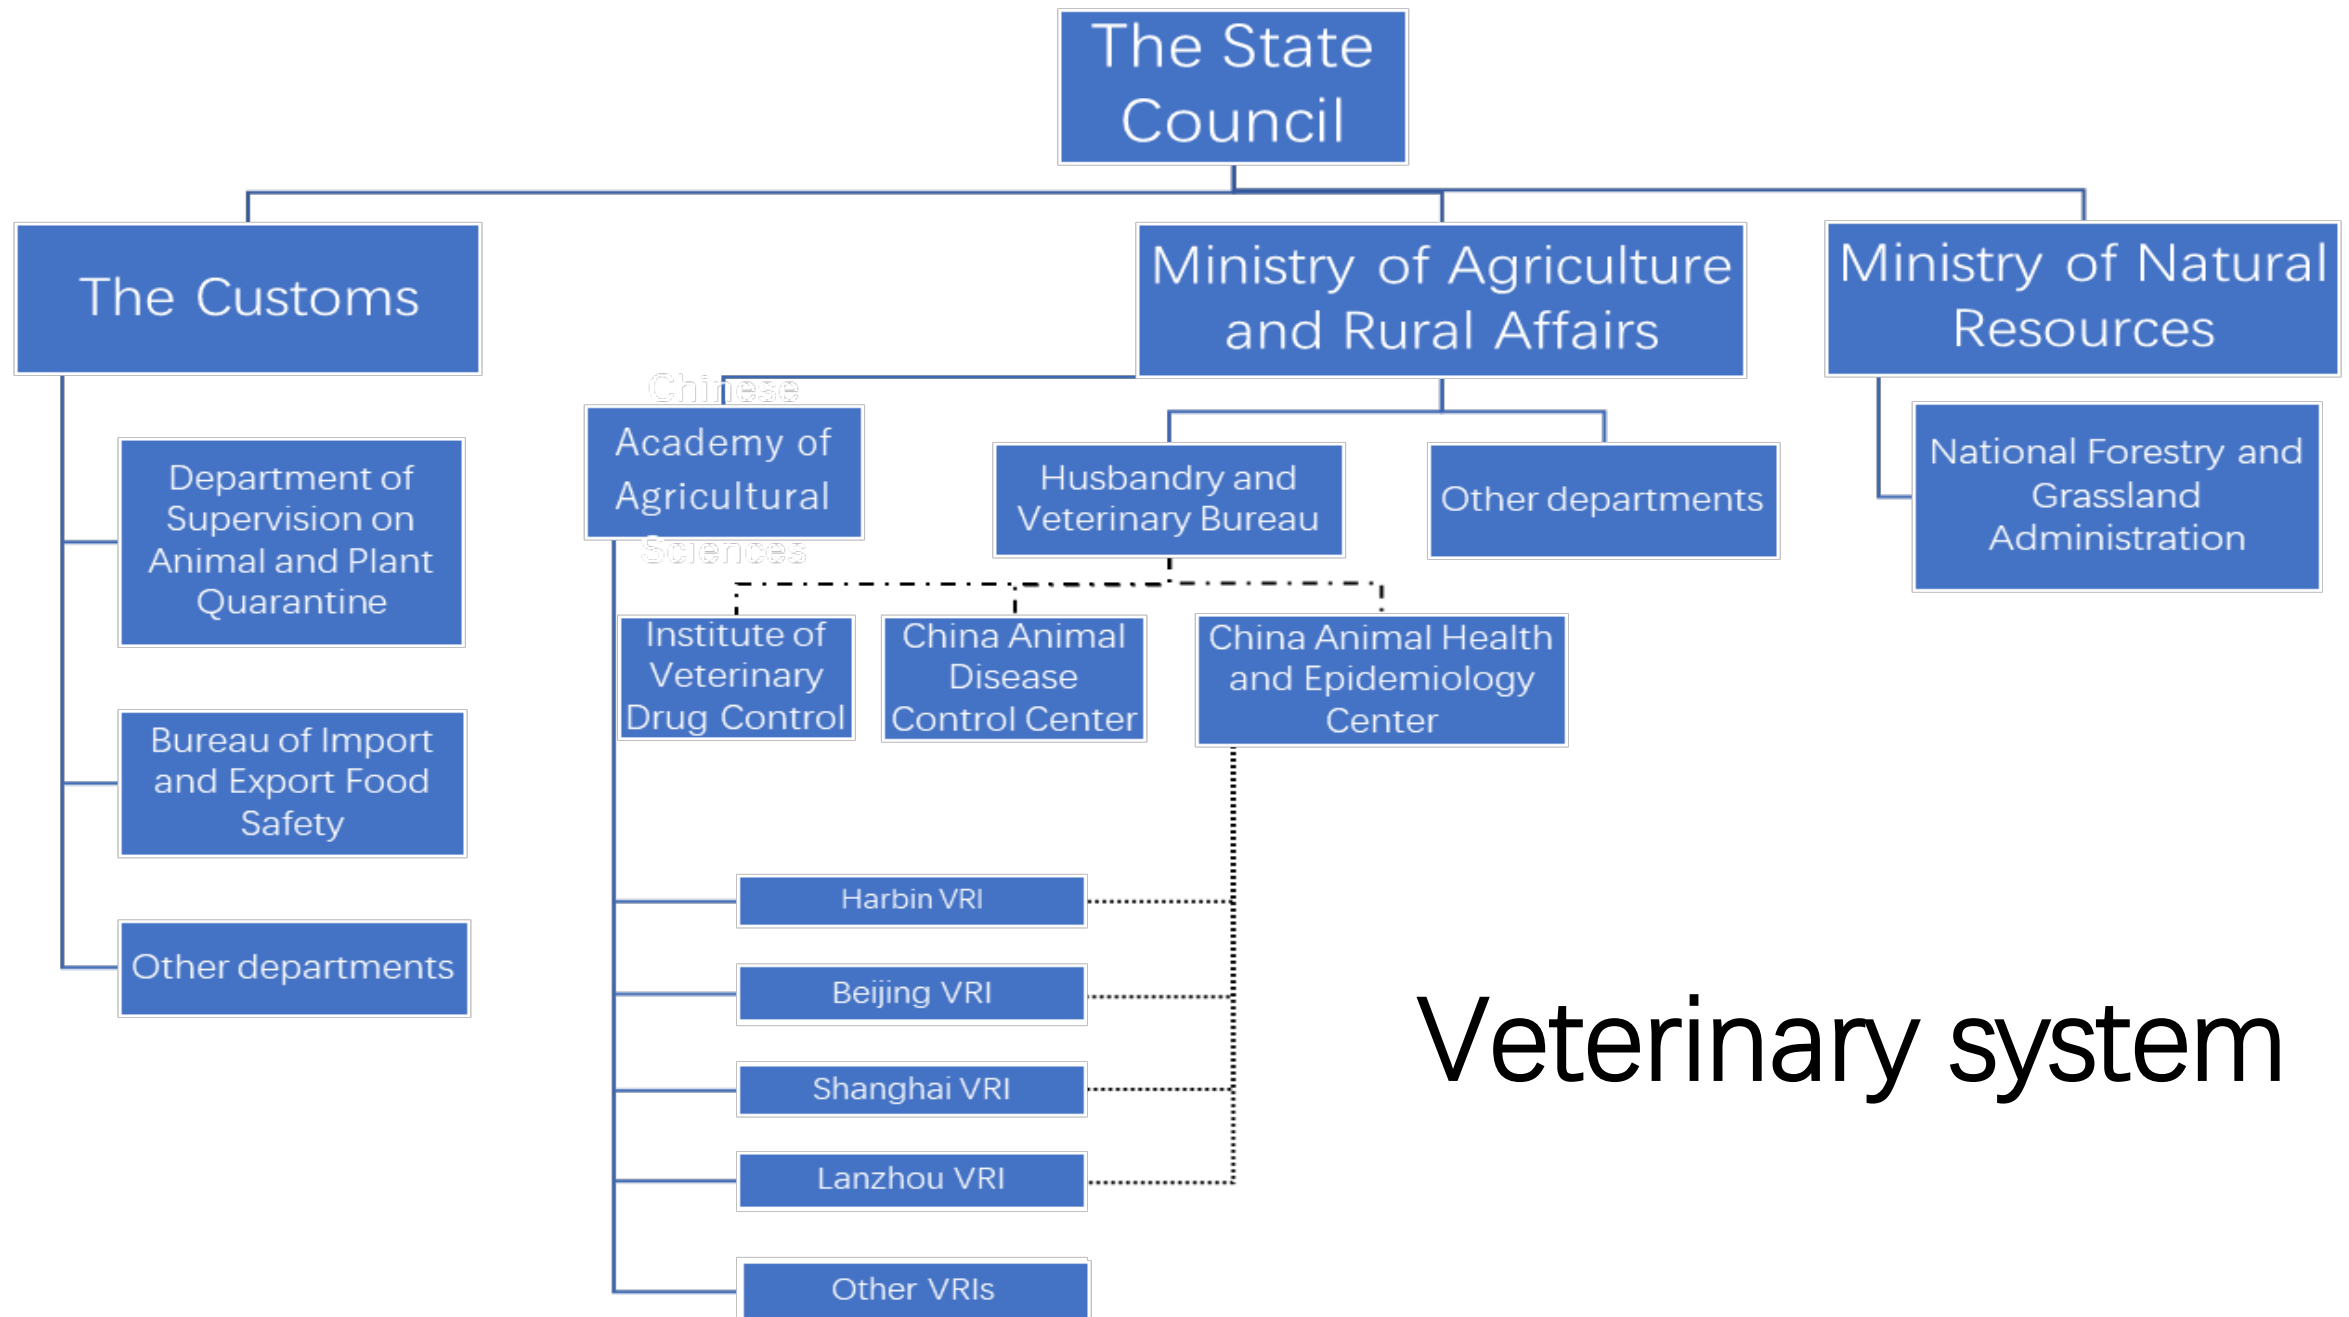 The State
Council
The Customs
Ministry of Agriculture
and Rural Affairs
Ministry of Natural
Resources
Chinese
Academy of
Agricultural
Sciences
Department of
Supervision on
Animal and Plant
Quarantine
Husbandry and
Veterinary Bureau
Other departments
National Forestry and
Grassland
Administration
Institute of
Veterinary
Drug Control
China Animal
Disease
Control Center
China Animal Health
and Epidemiology
Center
Bureau of Import
and Export Food
Safety
Other departments
Harbin VRI
Beijing VRI
Shanghai VRI
Lanzhou VRI
Other VRIs
Veterinary system